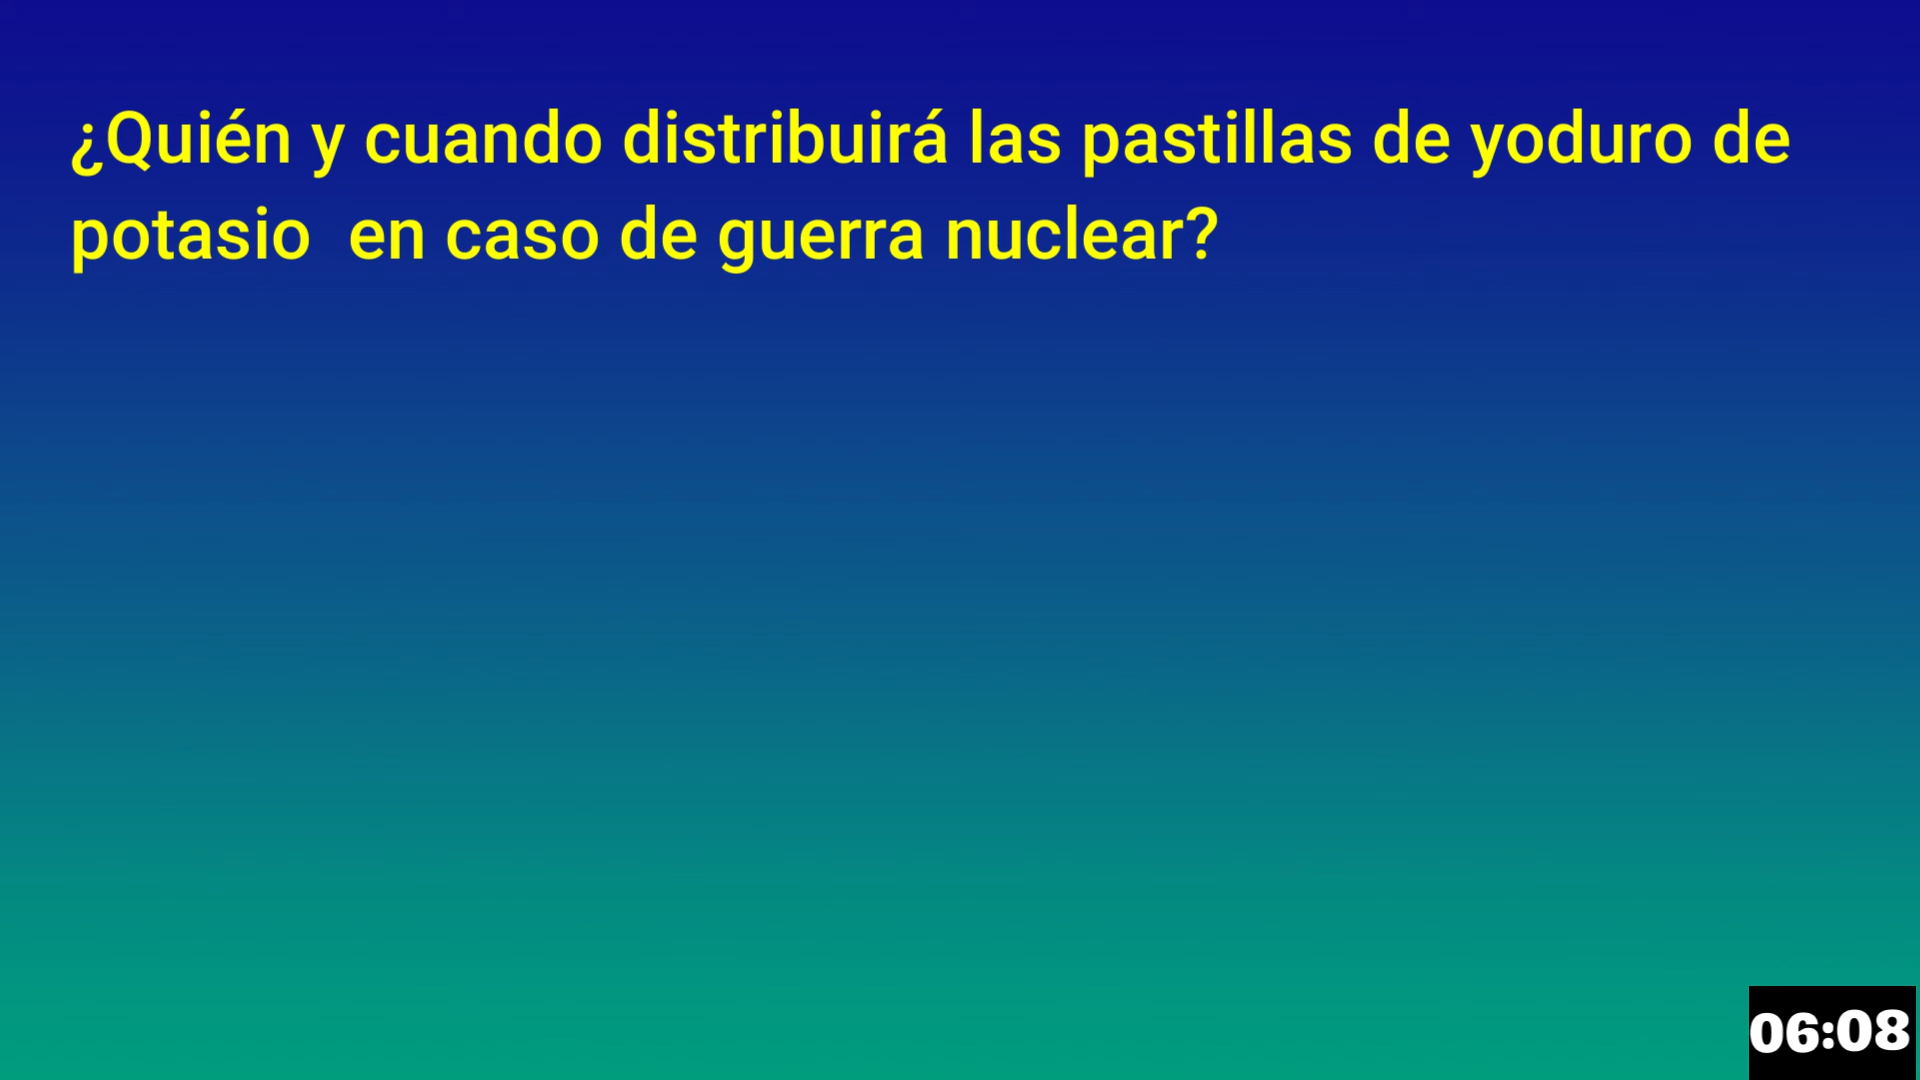 ¿Quién y cuando distribuirá las pastillas de yoduro de
potasio  en caso de guerra nuclear?
06:08